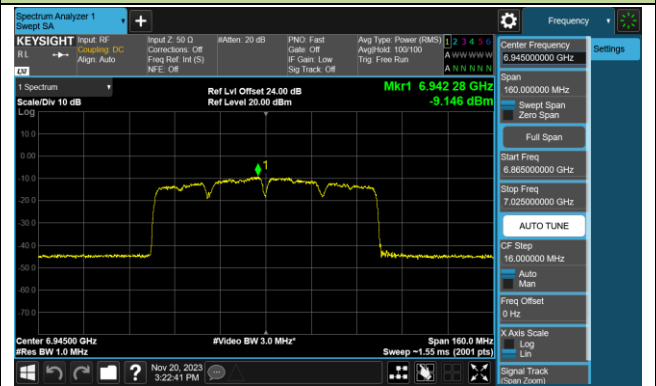 Spectrum Analyzer 1
Swept SA
Frequency
KEYSIGHT
RL
LXI
Input: RF
Coupling: DC
Align: Auto
Input Z: 50 Ω
Corrections: Off
Freq Ref: Int (S)
NFE: Off
#Atten: 20 dB
PNO: Fast
Gate: Off
IF Gain: Low
Sig Track: Off
Avg Type: Power (RMS)
Avg|Hold: 100/100
Trig: Free Run
1 2 3 4 5 6
A W W W W W
A N N N N N
1 Spectrum
Scale/Div 10 dB
Log
Ref Lvl Offset 24.00 dB
Ref Level 20.00 dBm
Mkr1 6.942 28 GHz
-9.146 dBm
10.0
0.00
-10.0
-20.0
-30.0
-40.0
-50.0
-60.0
-70.0
1
Center 6.94500 GHz
#Res BW 1.0 MHz
#Video BW 3.0 MHz*
Span 160.0 MHz
Sweep ~1.55 ms (2001 pts)
Center Frequency
6.945000000 GHz
Settings
Span
160.000000 MHz
Swept Span
Zero Span
Full Span
Start Freq
6.865000000 GHz
Stop Freq
7.025000000 GHz
AUTO TUNE
CF Step
16.000000 MHz
Auto
Man
Freq Offset
0 Hz
X Axis Scale
Log
Lin
Signal Track
(Span Zoom)
?
Nov 20, 2023
3:22:41 PM